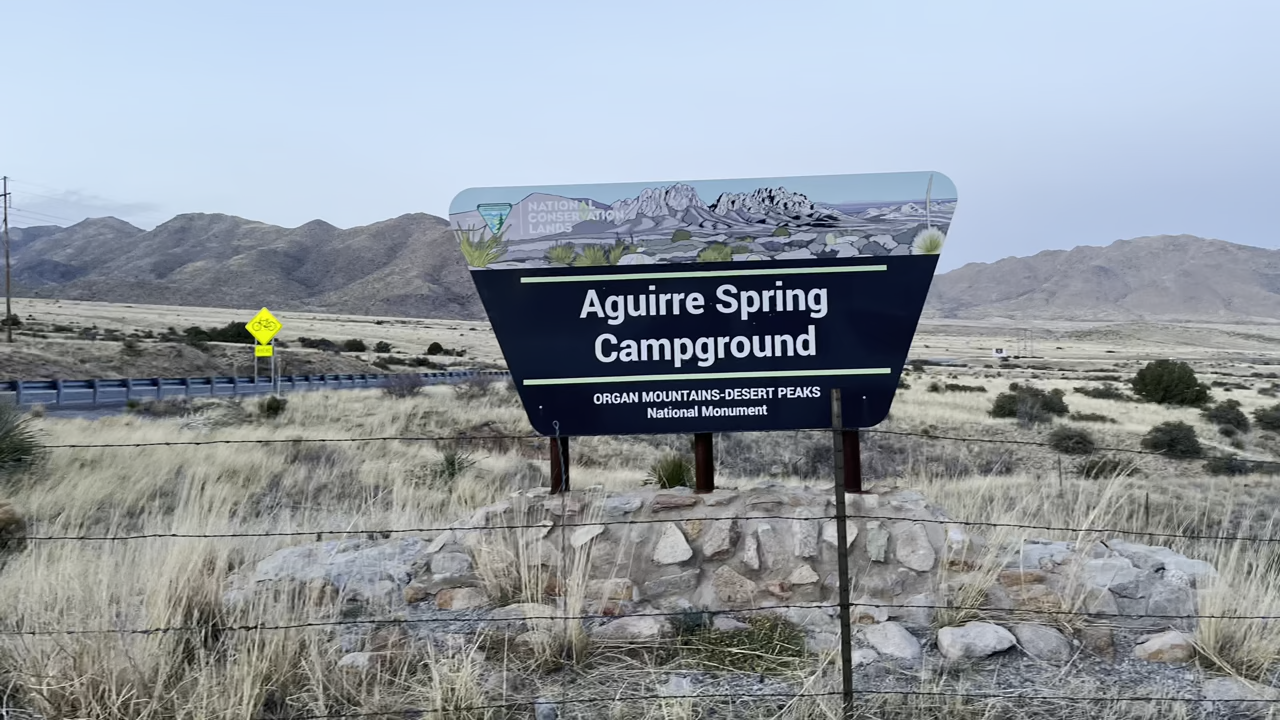 NATIONAL
CONSERVATION
LANDS
Aguirre Spring
Campground
ORGAN MOUNTAINS-DESERT PEAKS
National Monument